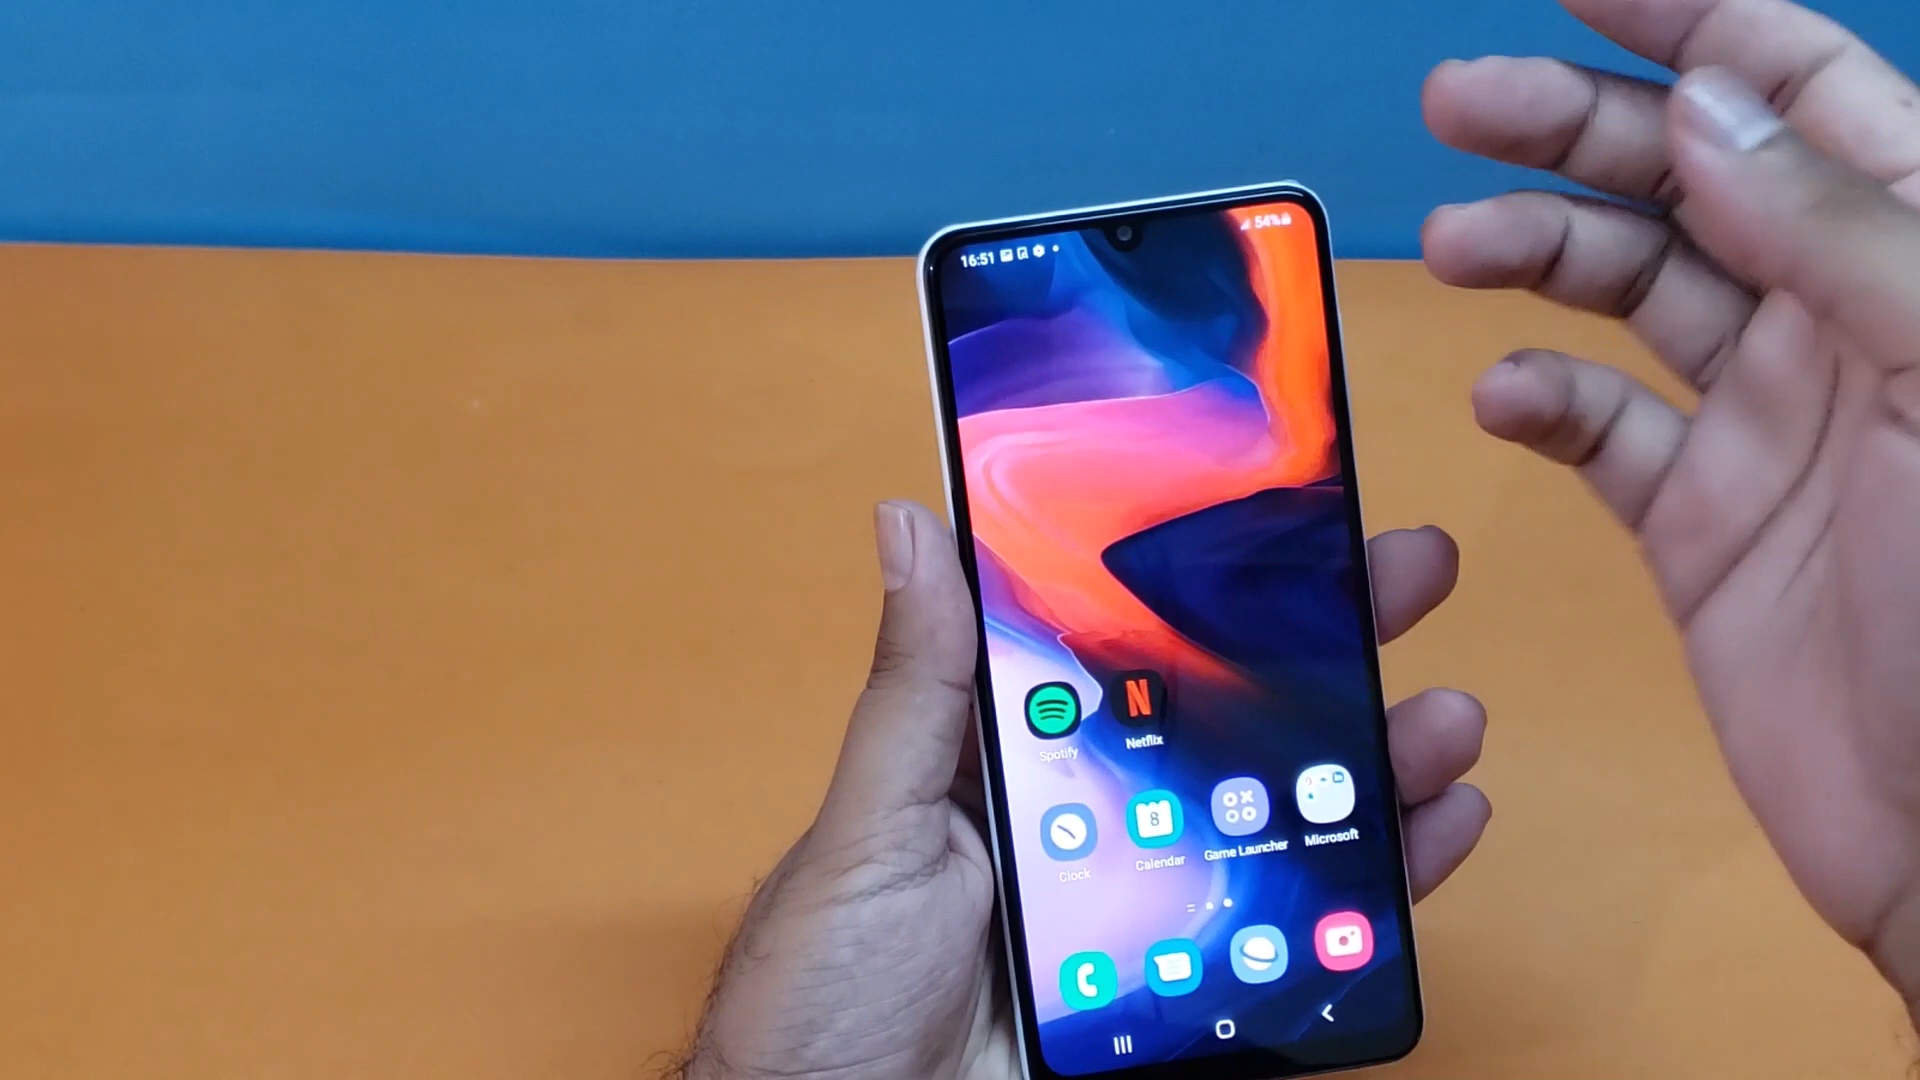 16:51
54%
N
Spotify
Netflix
8
Clock
Calendar
Game Launcher
Microsoft